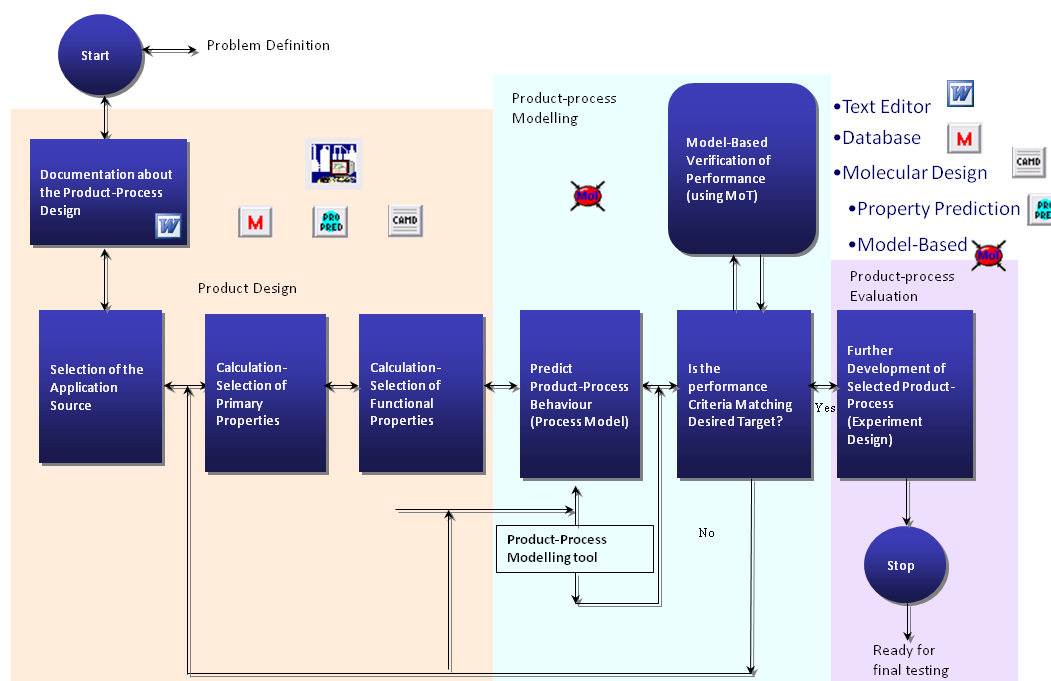 Start
Problem Definition
Documentation about
the Product-Process
Design
W
M
PRO
PRED
CAMD
Product Design
Selection of the
Application
Source
Calculation-
Selection of
Primary
Properties
Calculation-
Selection of
Functional
Properties
Product-process
Modelling
MoT
Model-Based
Verification of
Performance
(using MoT)
Predict
Product-Process
Behaviour
(Process Model)
Is the
performance
Criteria Matching
Desired Target?
Yes
No
Product-Process
Modelling tool
•Text Editor
W
•Database
M
•Molecular Design
CAMD
•Property Prediction
•Model-Based
MoT
Product-process
Evaluation
Further
Development of
Selected Product-
Process
(Experiment
Design)
Stop
Ready for
final testing